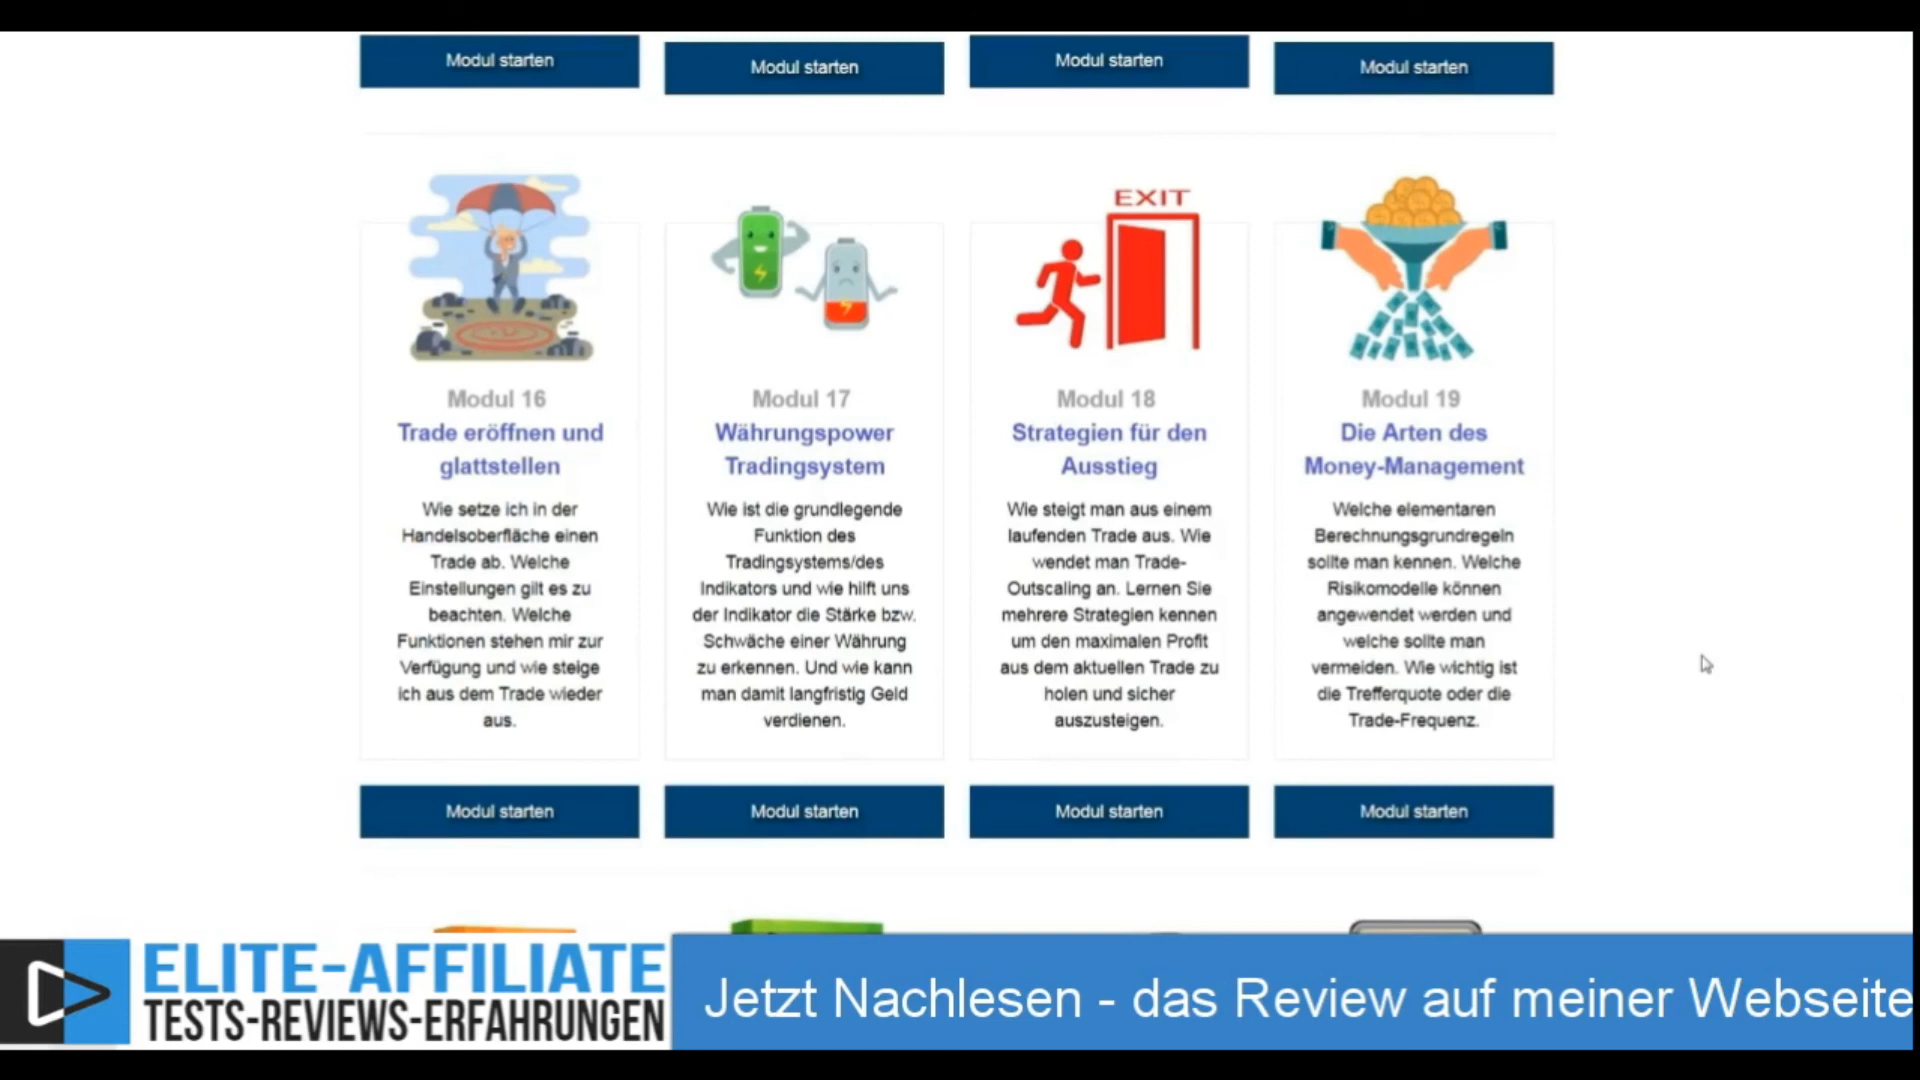 Modul starten
Modul starten
Modul starten
Modul starten
EXIT
Modul 16
Trade eröffnen und
glattstellen
Wie setze ich in der
Handelsoberfläche einen
Trade ab. Welche
Einstellungen gilt es zu
beachten. Welche
Funktionen stehen mir zur
Verfügung und wie steige
ich aus dem Trade wieder
aus.
Modul 17
Währungspower
Tradingsystem
Wie ist die grundlegende
Funktion des
Tradingsystems/des
Indikators und wie hilft uns
der Indikator die Stärke bzw.
Schwäche einer Währung
zu erkennen. Und wie kann
man damit langfristig Geld
verdienen.
Modul 18
Strategien für den
Ausstieg
Wie steigt man aus einem
laufenden Trade aus. Wie
wendet man Trade-
Outscaling an. Lernen Sie
mehrere Strategien kennen
um den maximalen Profit
aus dem aktuellen Trade zu
holen und sicher
auszusteigen.
Modul 19
Die Arten des
Money-Management
Welche elementaren
Berechnungsgrundregeln
sollte man kennen. Welche
Risikomodelle können
angewendet werden und
welche sollte man
vermeiden. Wie wichtig ist
die Trefferquote oder die
Trade-Frequenz.
Modul starten
Modul starten
Modul starten
Modul starten
ELITE-AFFILIATE
TESTS-REVIEWS-ERFAHRUNGEN
Jetzt Nachlesen - das Review auf meiner Webseite